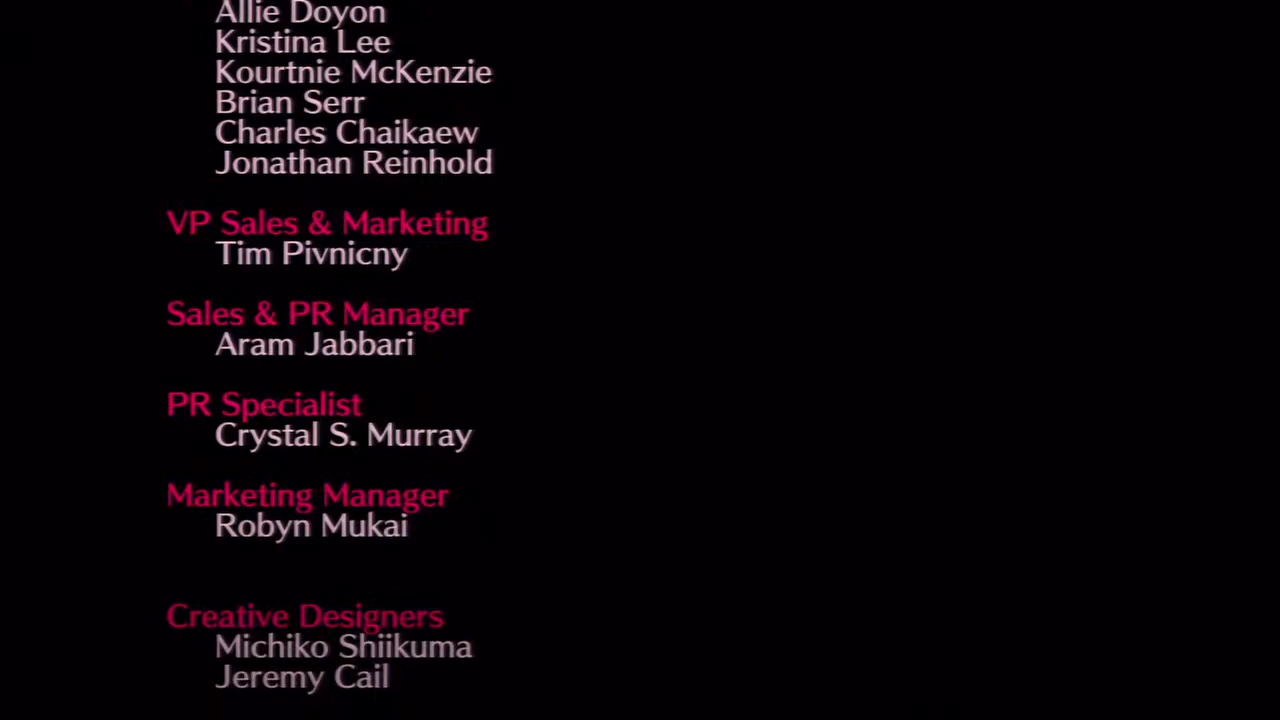 Allie Doyon
Kristina Lee
Kourtnie McKenzie
Brian Serr
Charles Chaikaew
Jonathan Reinhold
VP Sales & Marketing
Tim Pivnicny
Sales & PR Manager
Aram Jabbari
PR Specialist
Crystal S. Murray
Marketing Manager
Robyn Mukai
Creative Designers
Michiko Shiikuma
Jeremy Cail